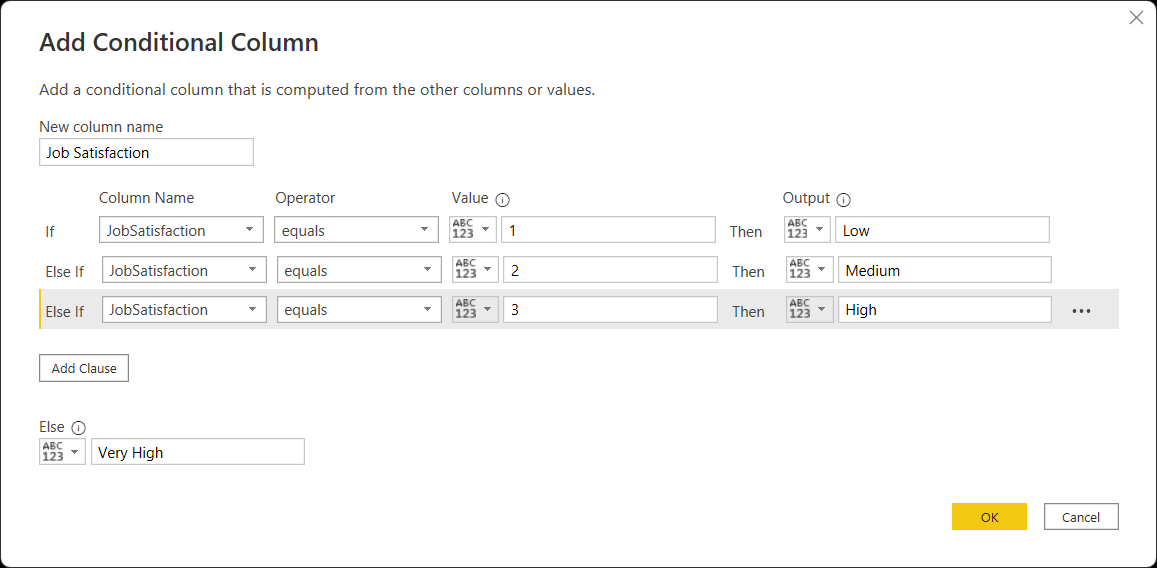 Add Conditional Column
Add a conditional column that is computed from the other columns or values.
New column name
Job Satisfaction
Column Name Operator Value Output
If JobSatisfaction equals ABC 123 1 Then ABC 123 Low
Else If JobSatisfaction equals ABC 123 2 Then ABC 123 Medium
Else If JobSatisfaction equals ABC 123 3 Then ABC 123 High
Add Clause
Else
ABC 123 Very High
OK Cancel